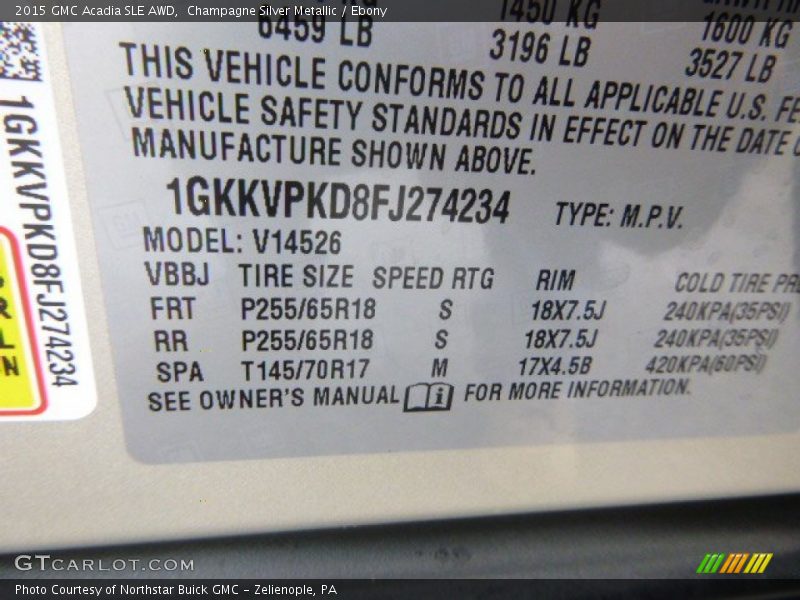 2015 GMC Acadia SLE AWD,  Champagne Silver Metallic / Ebony
6459 LB 1450 KG 1600 KG
3196 LB 3527 LB
THIS VEHICLE CONFORMS TO ALL APPLICABLE U.S.
VEHICLE SAFETY STANDARDS IN EFFECT ON THE DATE
MANUFACTURE SHOWN ABOVE.
1GKKVPKD8FJ274234 TYPE: M.P.V.
MODEL: V14526
VBBJ TIRE SIZE SPEED RTG RIM COLD TIRE
FRT P255/65R18 S 18X7.5J 240KPA(35PSI)
RR P255/65R18 S 18X7.5J 240KPA(35PSI)
SPA T145/70R17 M 17X4.5B 420KPA(60PSI)
SEE OWNER'S MANUAL i FOR MORE INFORMATION.
1GKKVPKD8FJ274234
GTCARLOT.COM
Photo Courtesy of Northstar Buick GMC - Zelienople, PA